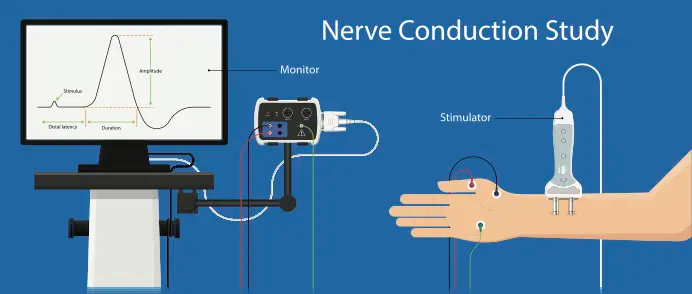 Nerve Conduction Study
Amplitude
Stimulus
Distal latency
Duration
Monitor
Stimulator